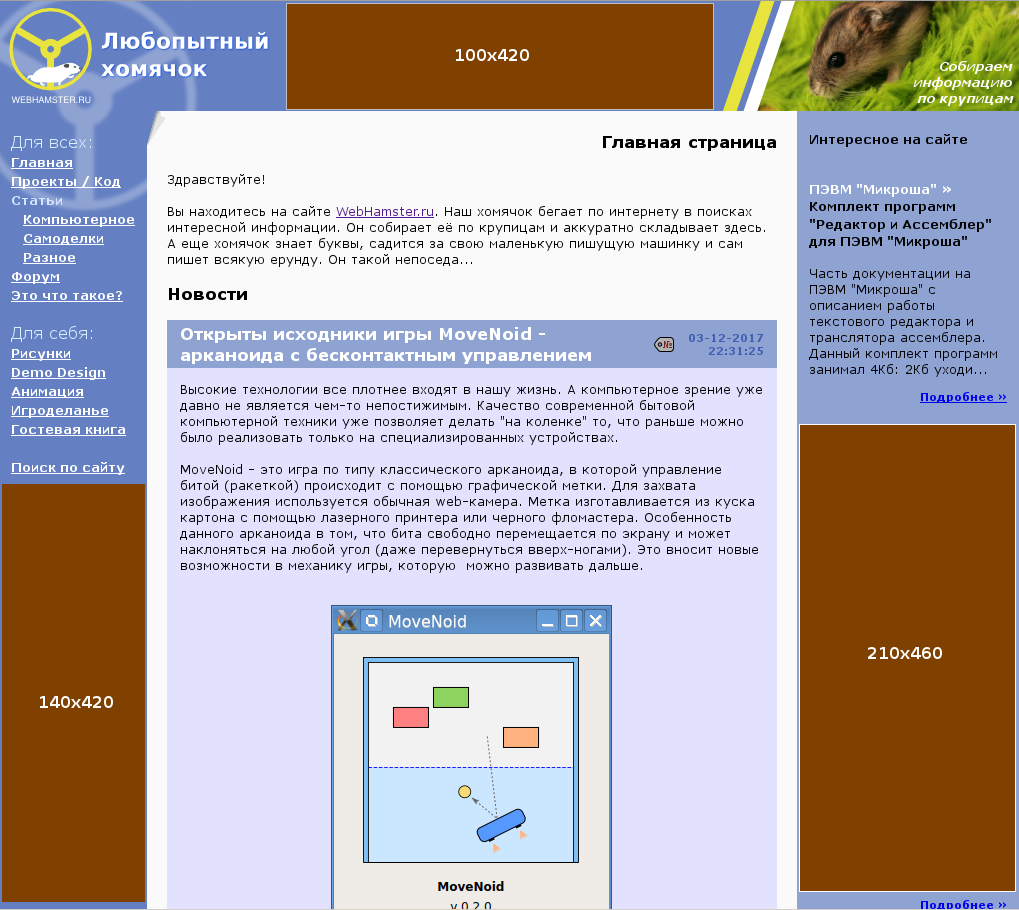 Любопытный
хомячок
WEBHAMSTER.RU
100x420
Собираем
информацию
по крупицам
Для всех:
Главная
Проекты / Код
Статьи
Компьютерное
Самоделки
Разное
Форум
Это что такое?
Для себя:
Рисунки
Demo Design
Анимация
Игроделанье
Гостевая книга
Поиск по сайту
140x420
Главная страница
Здравствуйте!
Вы находитесь на сайте WebHamster.ru. Наш хомячок бегает по интернету в поисках
интересной информации. Он собирает её по крупицам и аккуратно складывает здесь.
А еще хомячок знает буквы, садится за свою маленькую пишущую машинку и сам
пишет всякую ерунду. Он такой непоседа...
Новости
Открыты исходники игры MoveNoid -
арканоида с бесконтактным управлением
№
03-12-2017
22:31:25
Высокие технологии все плотнее входят в нашу жизнь. А компьютерное зрение уже
давно не является чем-то непостижимым. Качество современной бытовой
компьютерной техники уже позволяет делать "на коленке" то, что раньше можно
было реализовать только на специализированных устройствах.
MoveNoid - это игра по типу классического арканоида, в которой управление
битой (ракеткой) происходит с помощью графической метки. Для захвата
изображения используется обычная web-камера. Метка изготавливается из куска
картона с помощью лазерного принтера или черного фломастера. Особенность
данного арканоида в том, что бита свободно перемещается по экрану и может
наклоняться на любой угол (даже перевернуться вверх-ногами). Это вносит новые
возможности в механику игры, которую  можно развивать дальше.
MoveNoid
MoveNoid
v.0.2.0
Интересное на сайте
ПЭВМ "Микроша" »
Комплект программ
"Редактор и Ассемблер"
для ПЭВМ "Микроша"
Часть документации на
ПЭВМ "Микроша" с
описанием работы
текстового редактора и
транслятора ассемблера.
Данный комплект программ
занимал 4Кб: 2Кб уходи...
Подробнее »
210x460
Подробнее »